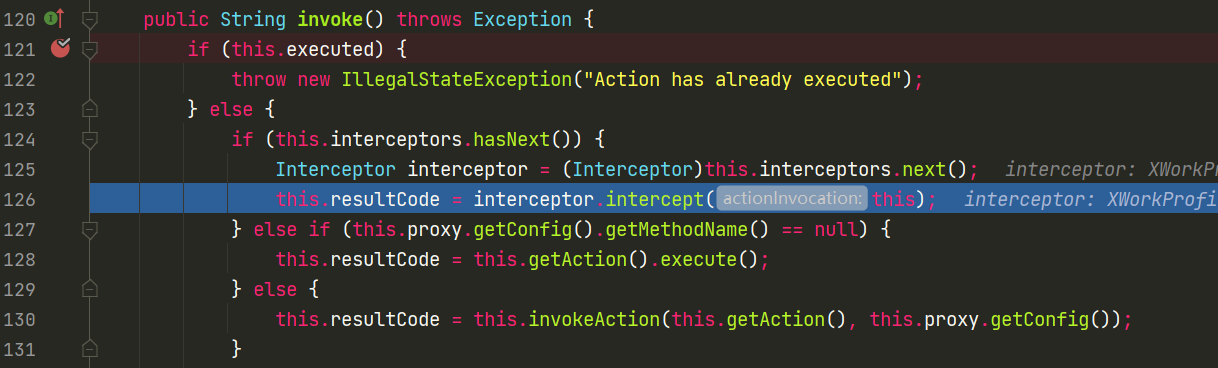 120 public String invoke() throws Exception {
121 if (this.executed) {
122 throw new IllegalStateException("Action has already executed");
123 } else {
124 if (this.interceptors.hasNext()) {
125 Interceptor interceptor = (Interceptor)this.interceptors.next(); interceptor: XWorkPr
126 this.resultCode = interceptor.intercept( actionInvocation: this); interceptor: XWorkProfi
127 } else if (this.proxy.getConfig().getMethodName() == null) {
128 this.resultCode = this.getAction().execute();
129 } else {
130 this.resultCode = this.invokeAction(this.getAction(), this.proxy.getConfig());
131 }